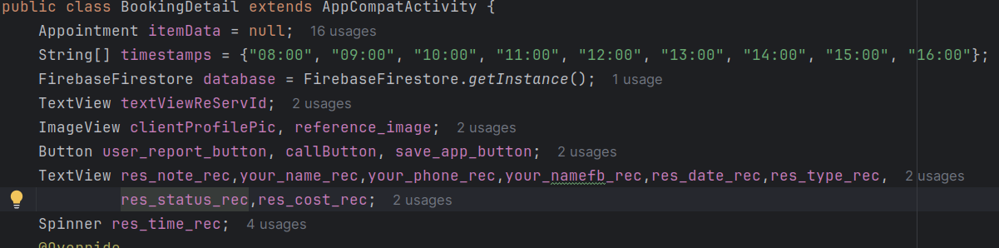 public class BookingDetail extends AppCompatActivity {
Appointment itemData = null; 16 usages
String[] timestamps = {"08:00", "09:00", "10:00", "11:00", "12:00", "13:00", "14:00", "15:00", "16:00"};
FirebaseFirestore database = FirebaseFirestore.getInstance(); 1 usage
TextView textViewReServId; 2 usages
ImageView clientProfilePic, reference_image; 2 usages
Button user_report_button, callButton, save_app_button; 2 usages
TextView res_note_rec,your_name_rec,your_phone_rec,your_namefb_rec,res_date_rec,res_type_rec, 2 usages
res_status_rec,res_cost_rec; 2 usages
Spinner res_time_rec; 4 usages
@Override